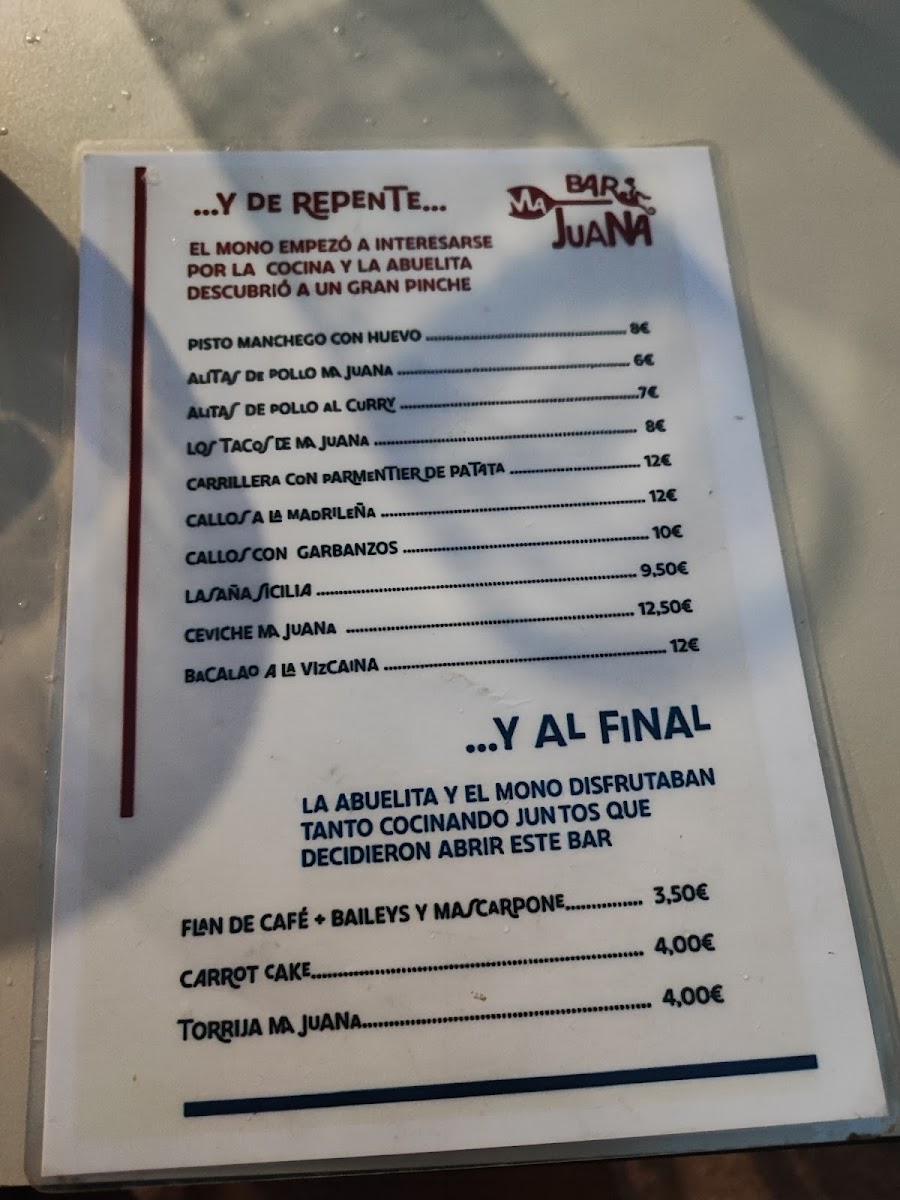 ...Y DE REPENTE...
BAR
MA
JUANA
EL MONO EMPEZÓ A INTERESARSE
POR LA COCINA Y LA ABUELITA
DESCUBRIÓ A UN GRAN PINCHE
PISTO MANCHEGO CON HUEVO ........ 8€
ALITAS DE POLLO MA JUANA ........ 6€
ALITAS DE POLLO AL CURRY ........ 7€
LOS TACOS DE MA JUANA ........ 8€
CARRILLERA CON PARMENTIER DE PATATA ........ 12€
CALLOS A LA MADRILEÑA ........ 12€
CALLOS CON GARBANZOS ........ 10€
LASAÑA SICILIA ........ 9,50€
CEVICHE MA JUANA ........ 12,50€
BACALAO A LA VIZCAINA ........ 12€
...Y AL FINAL
LA ABUELITA Y EL MONO DISFRUTABAN
TANTO COCINANDO JUNTOS QUE
DECIDIERON ABRIR ESTE BAR
FLAN DE CAFÉ + BAILEYS Y MASCARPONE........ 3,50€
CARROT CAKE........ 4,00€
TORRIJA MA JUANA........ 4,00€